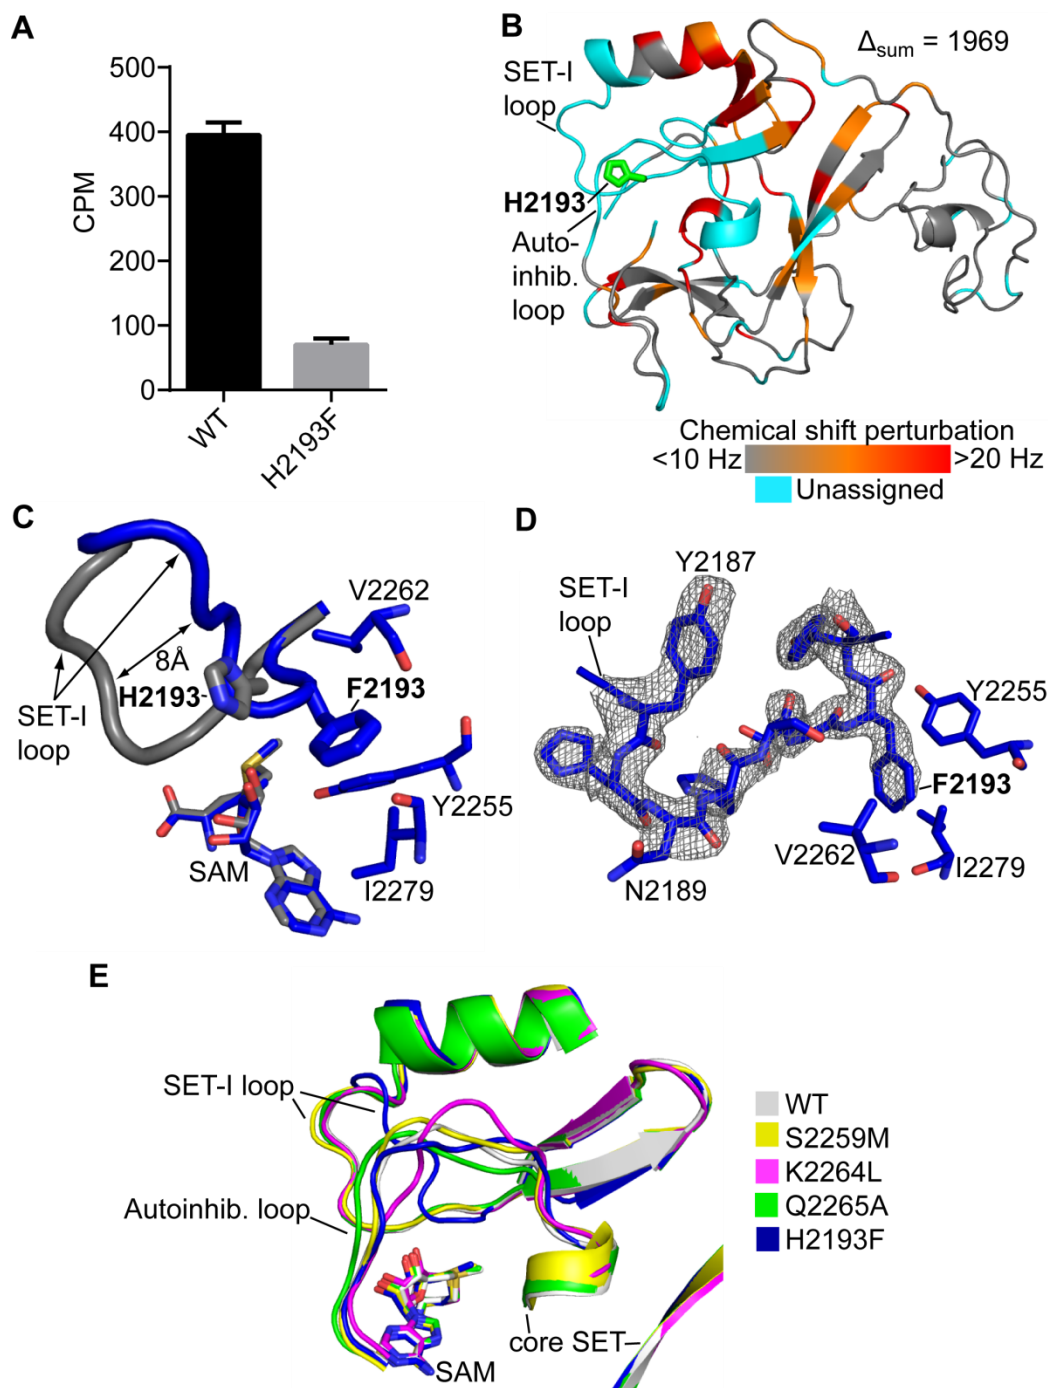 A
CPM
500
400
300
200
100
0
WT
H2193F
B
Δsum = 1969
SET-I
loop
H2193
Auto-
inhib.
loop
Chemical shift perturbation
<10 Hz >20 Hz
Unassigned
C
V2262
8Å
H2193
F2193
SET-I
loop
Y2255
SAM
I2279
D
Y2187
SET-I
loop
Y2255
F2193
V2262
I2279
N2189
E
SET-I loop
Autoinhib. loop
core SET
SAM
WT
S2259M
K2264L
Q2265A
H2193F